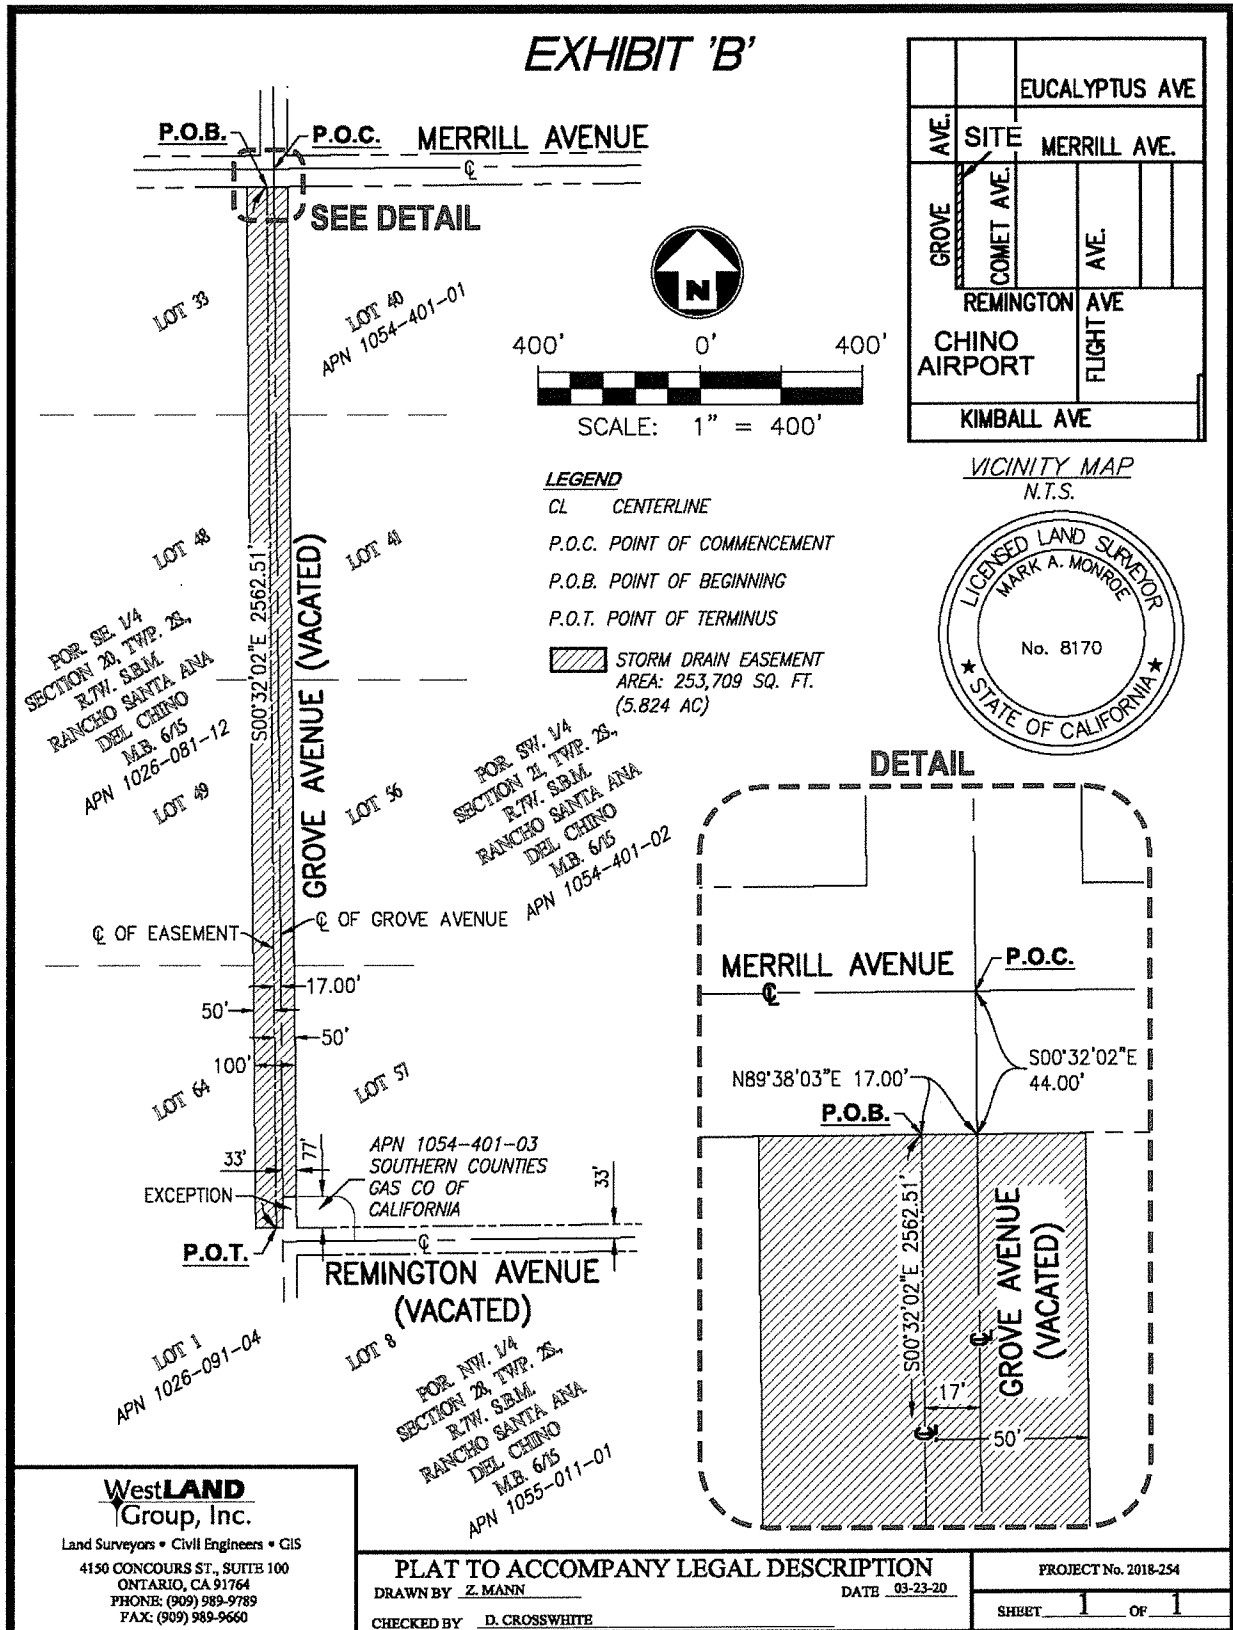 EXHIBIT 'B'
P.O.B.
P.O.C.
MERRILL AVENUE
CL
SEE DETAIL
LOT 33
LOT 40
APN 1054-401-01
N
400'
0'
400'
SCALE: 1" = 400'
EUCALYPTUS AVE
GROVE AVE.
SITE
MERRILL AVE.
COMET AVE.
FLIGHT AVE.
REMINGTON AVE
CHINO
AIRPORT
KIMBALL AVE
VICINITY MAP
N.T.S.
LEGEND
CL CENTERLINE
P.O.C. POINT OF COMMENCEMENT
P.O.B. POINT OF BEGINNING
P.O.T. POINT OF TERMINUS
STORM DRAIN EASEMENT
AREA: 253,709 SQ. FT.
(5.824 AC)
LICENSED LAND SURVEYOR
MARK A. MONROE
No. 8170
STATE OF CALIFORNIA
LOT 48
LOT 41
S00°32'02"E 2562.51'
GROVE AVENUE (VACATED)
POR. SE. 1/4
SECTION 20, TWP. 2S.,
R.7W. S.B.M.
RANCHO SANTA ANA
DEL CHINO
M.B. 6/15
APN 1026-081-12
LOT 49
LOT 56
POR. SW. 1/4
SECTION 21, TWP. 2S.,
R.7W. S.B.M.
RANCHO SANTA ANA
DEL CHINO
M.B. 6/15
APN 1054-401-02
℄ OF EASEMENT
℄ OF GROVE AVENUE
17.00'
50'
50'
100'
LOT 64
LOT 57
33'
77'
33'
APN 1054-401-03
SOUTHERN COUNTIES
GAS CO OF
CALIFORNIA
EXCEPTION
P.O.T.
℄
REMINGTON AVENUE
(VACATED)
LOT 1
APN 1026-091-04
LOT 8
POR. NW. 1/4
SECTION 28, TWP. 2S.,
R.7W. S.B.M.
RANCHO SANTA ANA
DEL CHINO
M.B. 6/15
APN 1055-011-01
DETAIL
MERRILL AVENUE
℄
P.O.C.
S00°32'02"E
44.00'
N89°38'03"E 17.00'
P.O.B.
S00°32'02"E 2562.51'
GROVE AVENUE
(VACATED)
℄
17'
℄
50'
WestLAND
Group, Inc.
Land Surveyors • Civil Engineers • GIS
4150 CONCOURS ST., SUITE 100
ONTARIO, CA 91764
PHONE: (909) 989-9789
FAX: (909) 989-9660
PLAT TO ACCOMPANY LEGAL DESCRIPTION
DRAWN BY Z. MANN DATE 03-23-20
CHECKED BY D. CROSSWHITE
PROJECT No. 2018-254
SHEET 1 OF 1